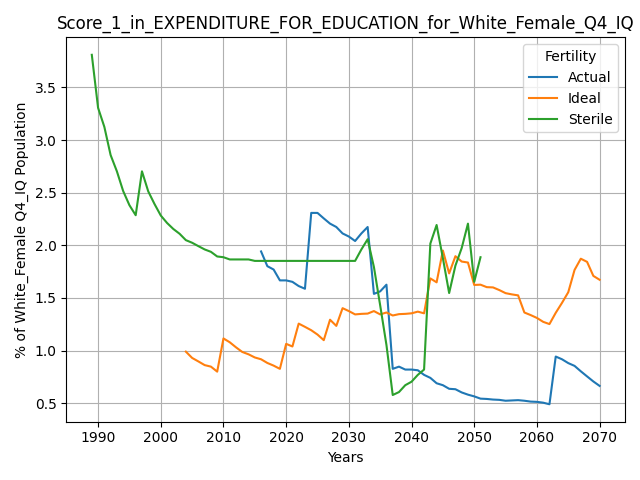 Score_1_in_EXPENDITURE_FOR_EDUCATION_for_White_Female_Q4_IQ
Fertility
Actual
Ideal
Sterile
% of White_Female Q4_IQ Population
3.5
3.0
2.5
2.0
1.5
1.0
0.5
1990 2000 2010 2020 2030 2040 2050 2060 2070
Years